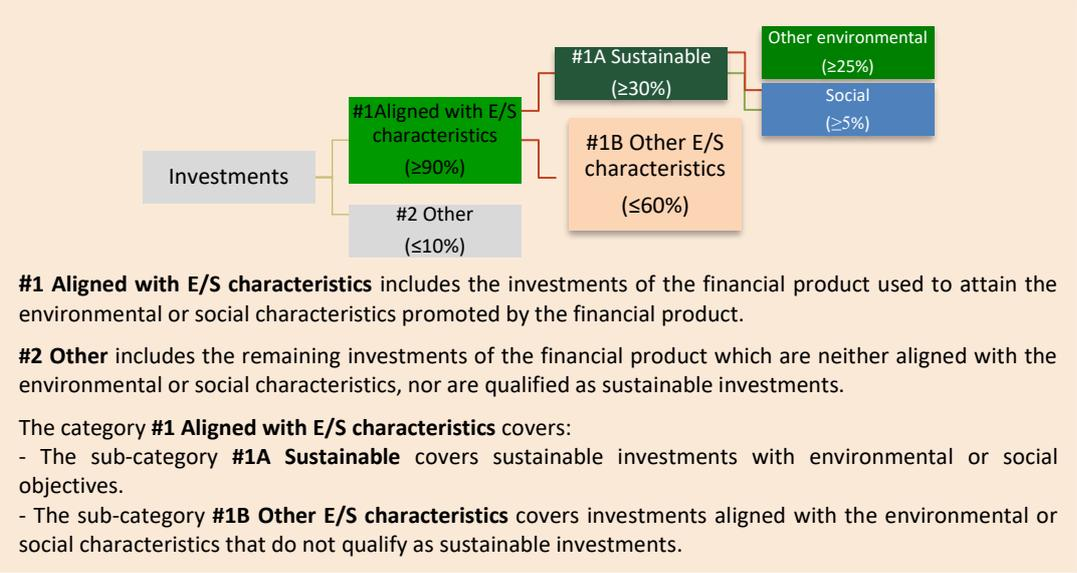 Other environmental
(≥25%)
#1A Sustainable
(≥30%)
Social
(≥5%)
#1Aligned with E/S
characteristics
(≥90%)
#1B Other E/S
characteristics
(≤60%)
Investments
#2 Other
(≤10%)
#1 Aligned with E/S characteristics includes the investments of the financial product used to attain the
environmental or social characteristics promoted by the financial product.
#2 Other includes the remaining investments of the financial product which are neither aligned with the
environmental or social characteristics, nor are qualified as sustainable investments.
The category #1 Aligned with E/S characteristics covers:
- The sub-category #1A Sustainable covers sustainable investments with environmental or social
objectives.
- The sub-category #1B Other E/S characteristics covers investments aligned with the environmental or
social characteristics that do not qualify as sustainable investments.